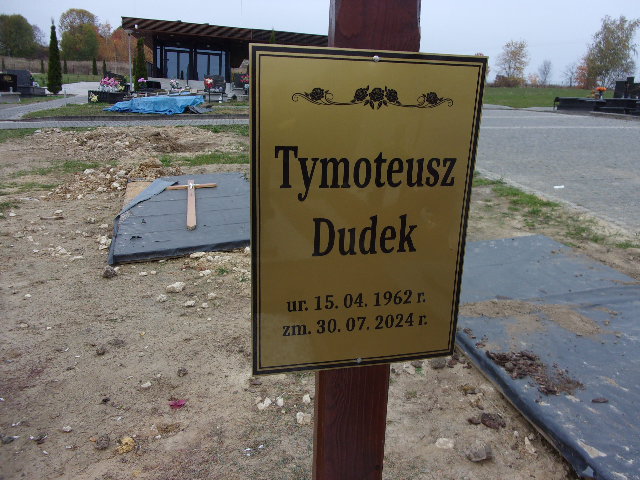 Tymoteusz
Dudek
ur. 15. 04. 1962 r.
zm. 30. 07. 2024 r.